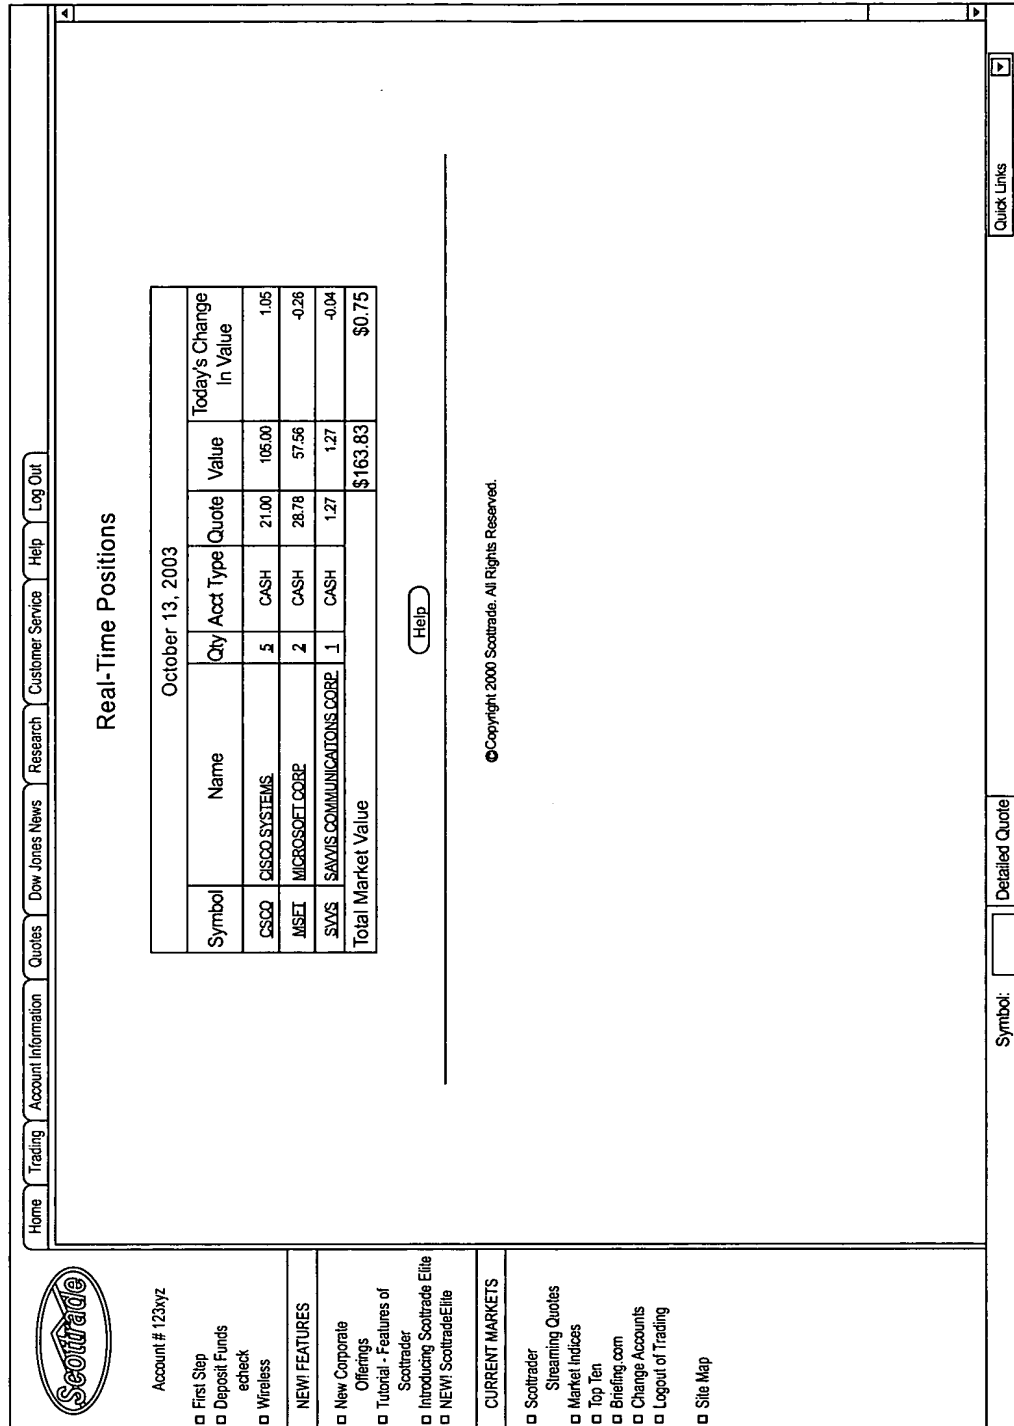 Scottrade
Home Trading Account Information Quotes Dow Jones News Research Customer Service Help Log Out
Account # 123xyz
First Step
Deposit Funds
echeck
Wireless
NEW! FEATURES
New Corporate
Offerings
Tutorial - Features of
Scottrader
Introducing Scottrade Elite
NEW! ScottradeElite
CURRENT MARKETS
Scottrader
Streaming Quotes
Market Indices
Top Ten
Briefing.com
Change Accounts
Logout of Trading
Site Map
Real-Time Positions
October 13, 2003
Symbol Name Qty Acct Type Quote Value Today's Change
In Value
CSCO CISCO SYSTEMS 5 CASH 21.00 105.00 1.05
MSFT MICROSOFT CORP 2 CASH 28.78 57.56 -0.26
SVVS SAVVIS COMMUNICAITONS CORP 1 CASH 1.27 1.27 -0.04
Total Market Value $163.83 $0.75
Help
©Copyright 2000 Scottrade. All Rights Reserved.
Symbol: Detailed Quote Quick Links